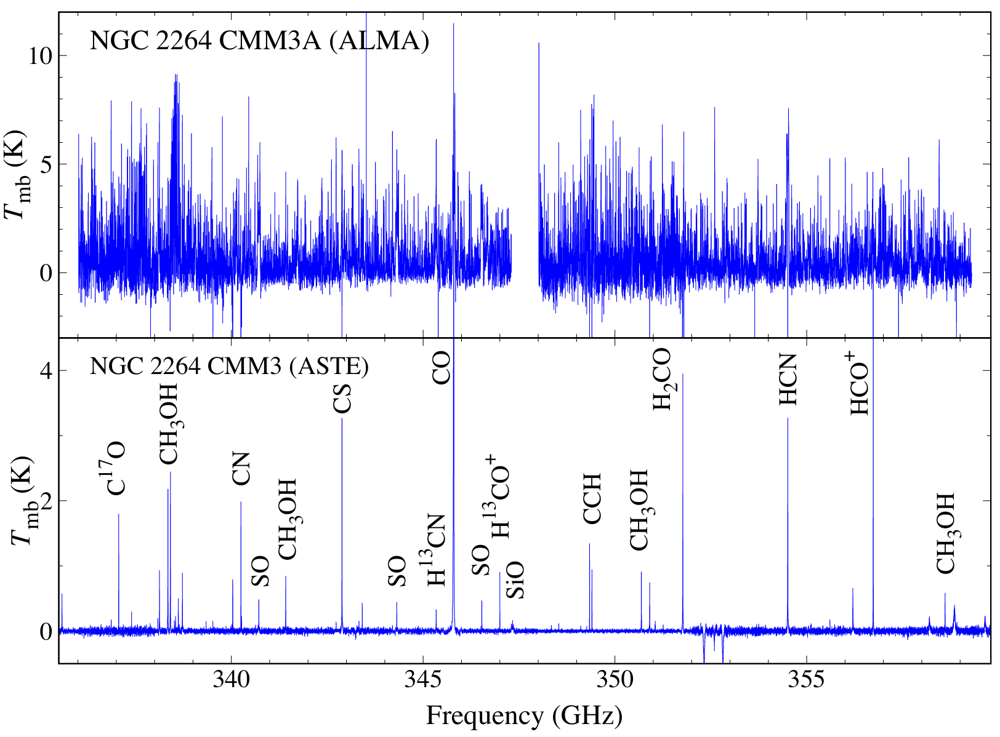 NGC 2264 CMM3A (ALMA)
10
5
0
T mb (K)
NGC 2264 CMM3 (ASTE)
4
2
0
T mb (K)
C¹⁷O
CH₃OH
CN
SO
CH₃OH
CS
SO
H¹³CN
CO
SO
H¹³CO⁺
SiO
CCH
CH₃OH
H₂CO
HCN
HCO⁺
CH₃OH
340 345 350 355
Frequency (GHz)